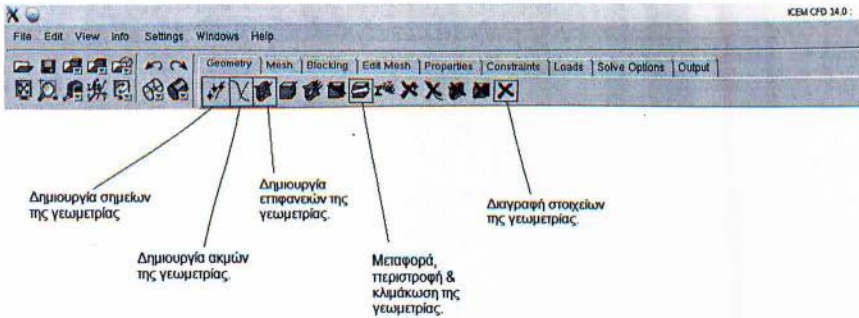 ICEM CFD 14.0 :
File Edit View Info Settings Windows Help
Geometry Mesh Blocking Edit Mesh Properties Constraints Loads Solve Options Output
Δημιουργία σημείων
της γεωμετρίας
Δημιουργία ακμών
της γεωμετρίας.
Δημιουργία
επιφανειών της
γεωμετρίας.
Μεταφορά,
περιστροφή &
κλιμάκωση της
γεωμετρίας.
Διαγραφή στοιχείων
της γεωμετρίας.